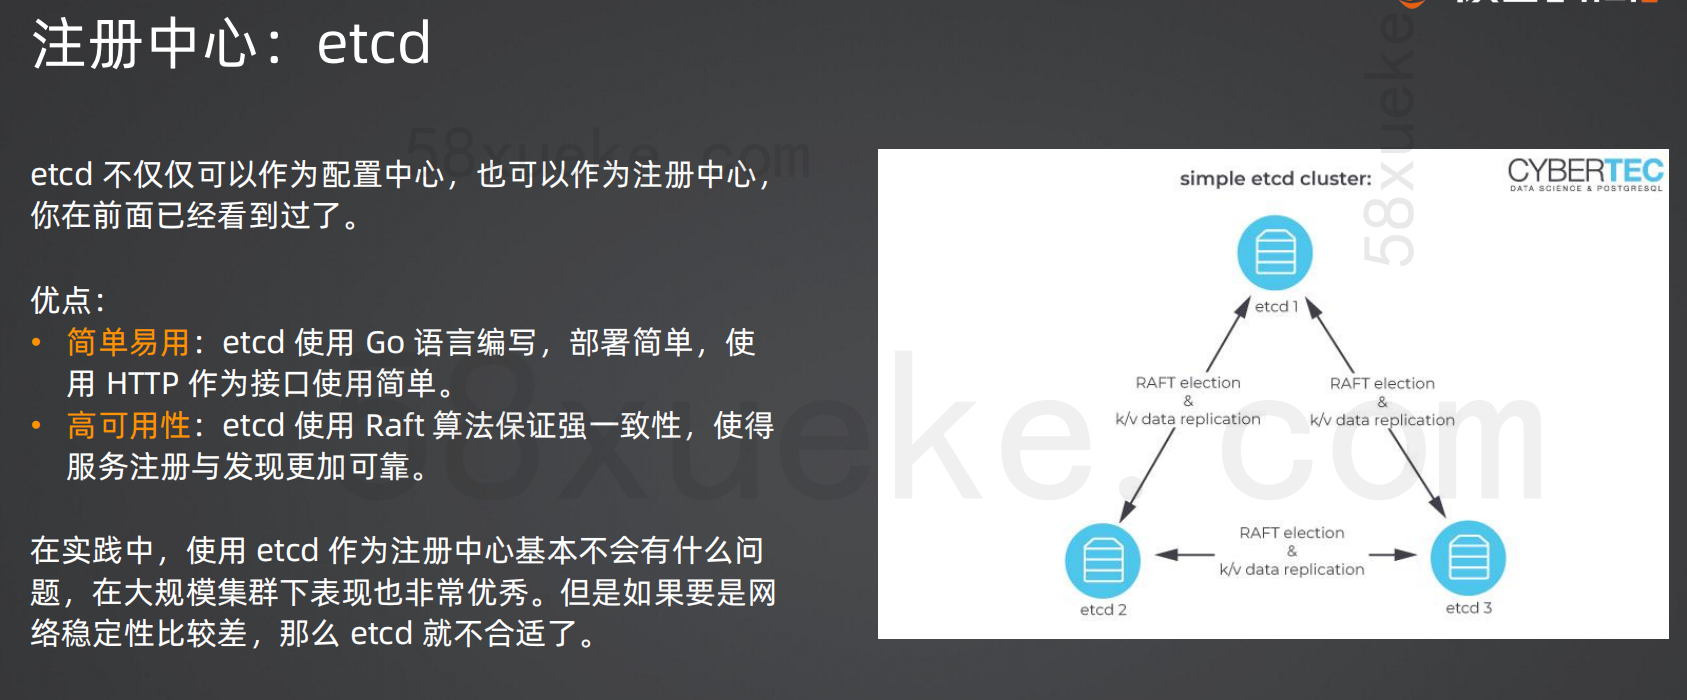 注册中心：etcd
58xueke.com
etcd 不仅仅可以作为配置中心，也可以作为注册中心，
你在前面已经看到过了。
优点：
• 简单易用：etcd 使用 Go 语言编写，部署简单，使
用 HTTP 作为接口使用简单。
• 高可用性：etcd 使用 Raft 算法保证强一致性，使得
服务注册与发现更加可靠。
在实践中，使用 etcd 作为注册中心基本不会有什么问
题，在大规模集群下表现也非常优秀。但是如果要是网
络稳定性比较差，那么 etcd 就不合适了。
simple etcd cluster:
CYBERTEC
DATA SCIENCE & POSTGRESQL
58xueke
etcd 1
RAFT election
&
k/v data replication
RAFT election
&
k/v data replication
58xueke.com
RAFT election
&
k/v data replication
etcd 2
etcd 3